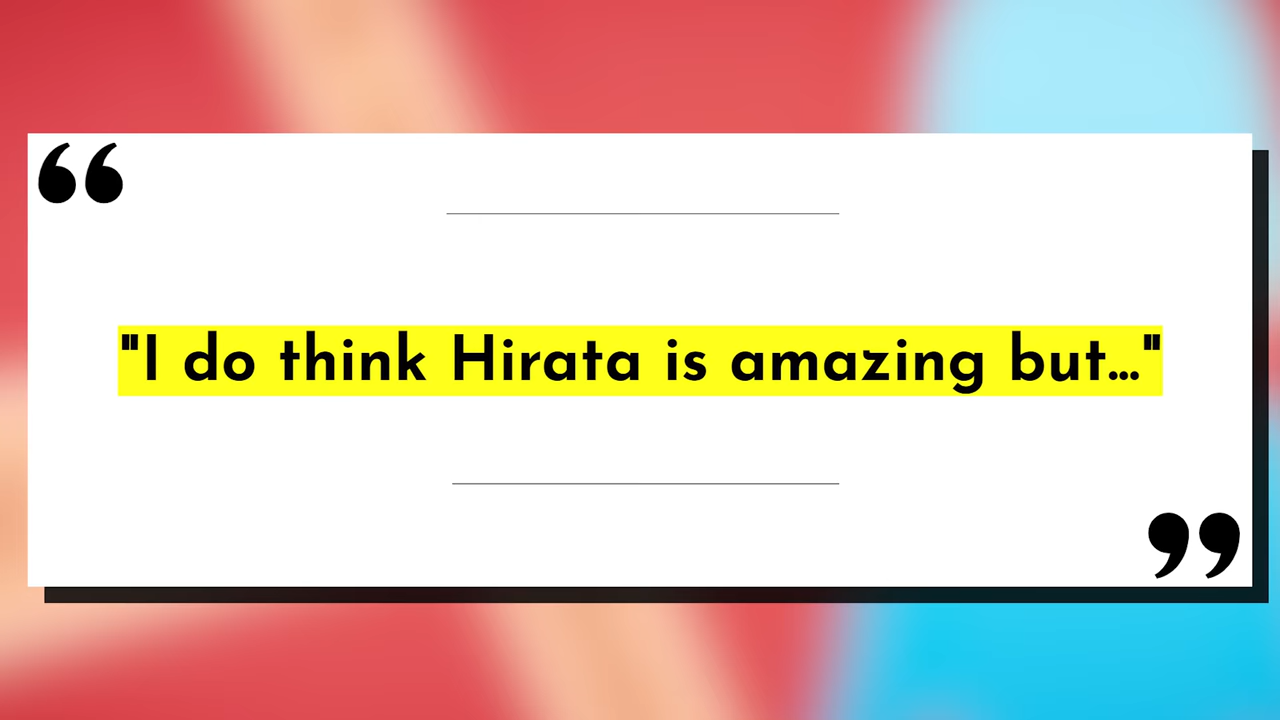 “
"I do think Hirata is amazing but..."
”